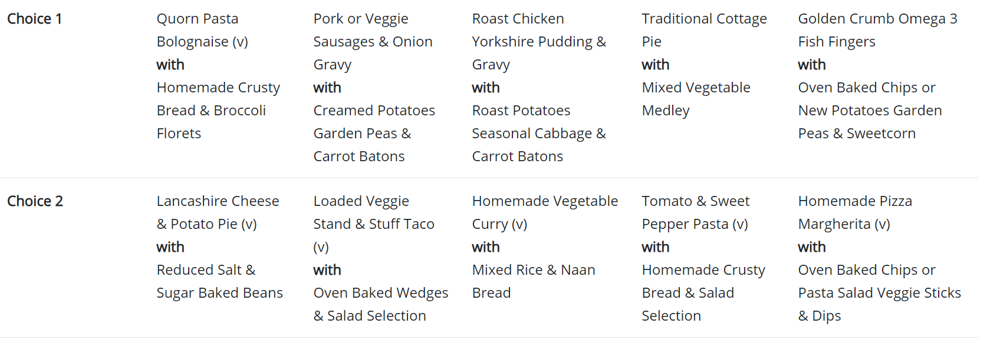 Choice 1
Quorn Pasta
Bolognaise (v)
with
Homemade Crusty
Bread & Broccoli
Florets
Pork or Veggie
Sausages & Onion
Gravy
with
Creamed Potatoes
Garden Peas &
Carrot Batons
Roast Chicken
Yorkshire Pudding &
Gravy
with
Roast Potatoes
Seasonal Cabbage &
Carrot Batons
Traditional Cottage
Pie
with
Mixed Vegetable
Medley
Golden Crumb Omega 3
Fish Fingers
with
Oven Baked Chips or
New Potatoes Garden
Peas & Sweetcorn
Choice 2
Lancashire Cheese
& Potato Pie (v)
with
Reduced Salt &
Sugar Baked Beans
Loaded Veggie
Stand & Stuff Taco
(v)
with
Oven Baked Wedges
& Salad Selection
Homemade Vegetable
Curry (v)
with
Mixed Rice & Naan
Bread
Tomato & Sweet
Pepper Pasta (v)
with
Homemade Crusty
Bread & Salad
Selection
Homemade Pizza
Margherita (v)
with
Oven Baked Chips or
Pasta Salad Veggie Sticks
& Dips